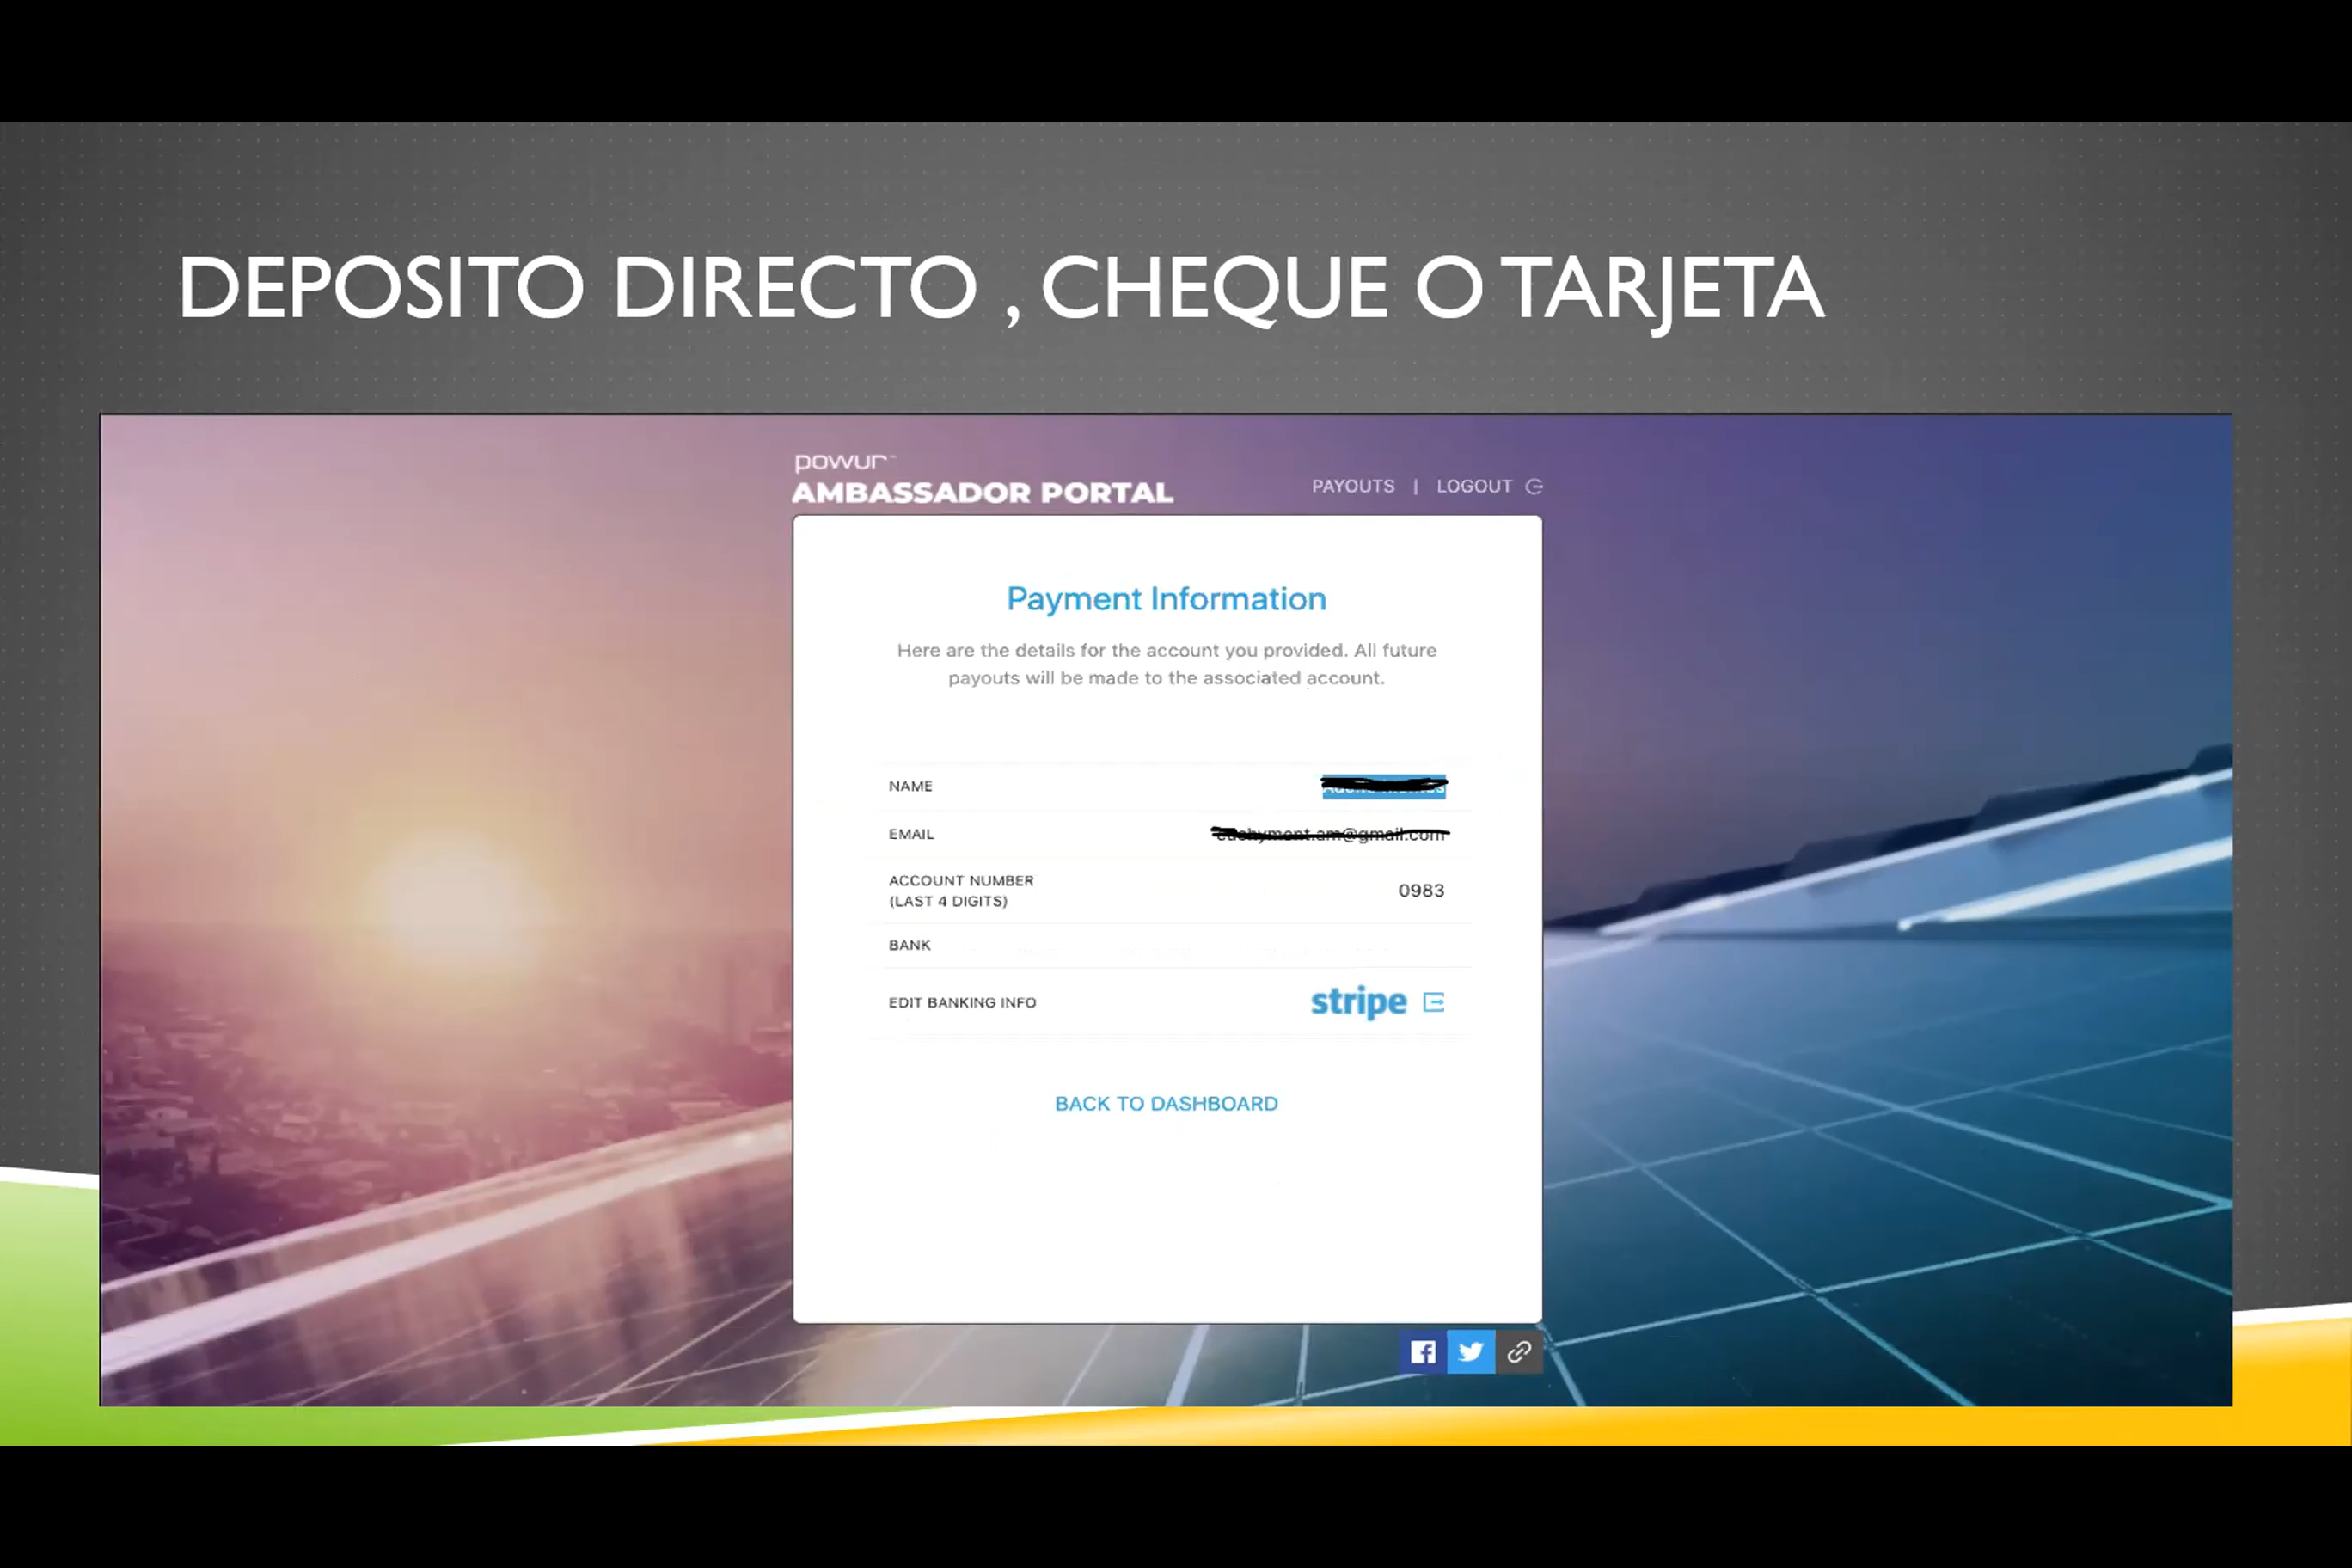 DEPOSITO DIRECTO , CHEQUE O TARJETA
powur™
AMBASSADOR PORTAL
PAYOUTS | LOGOUT
Payment Information
Here are the details for the account you provided. All future
payouts will be made to the associated account.
NAME
EMAIL
ACCOUNT NUMBER
(LAST 4 DIGITS)
0983
BANK
EDIT BANKING INFO
stripe
BACK TO DASHBOARD